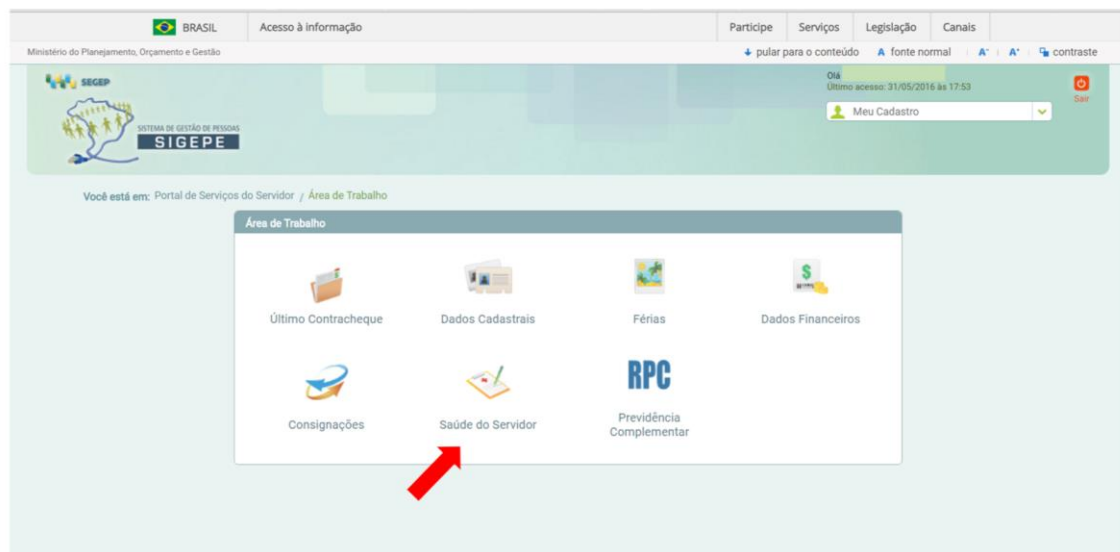 BRASIL Acesso à informação Participe Serviços Legislação Canais
Ministério do Planejamento, Orçamento e Gestão pular para o conteúdo A fonte normal A- A+ contraste
SEGEP
SISTEMA DE GESTÃO DE PESSOAS
SIGEPE
Olá
Último acesso: 31/05/2016 às 17:53
Meu Cadastro
Sair
Você está em: Portal de Serviços do Servidor / Área de Trabalho
Área de Trabalho
Último Contracheque Dados Cadastrais Férias Dados Financeiros
RPC
Consignações Saúde do Servidor Previdência
Complementar